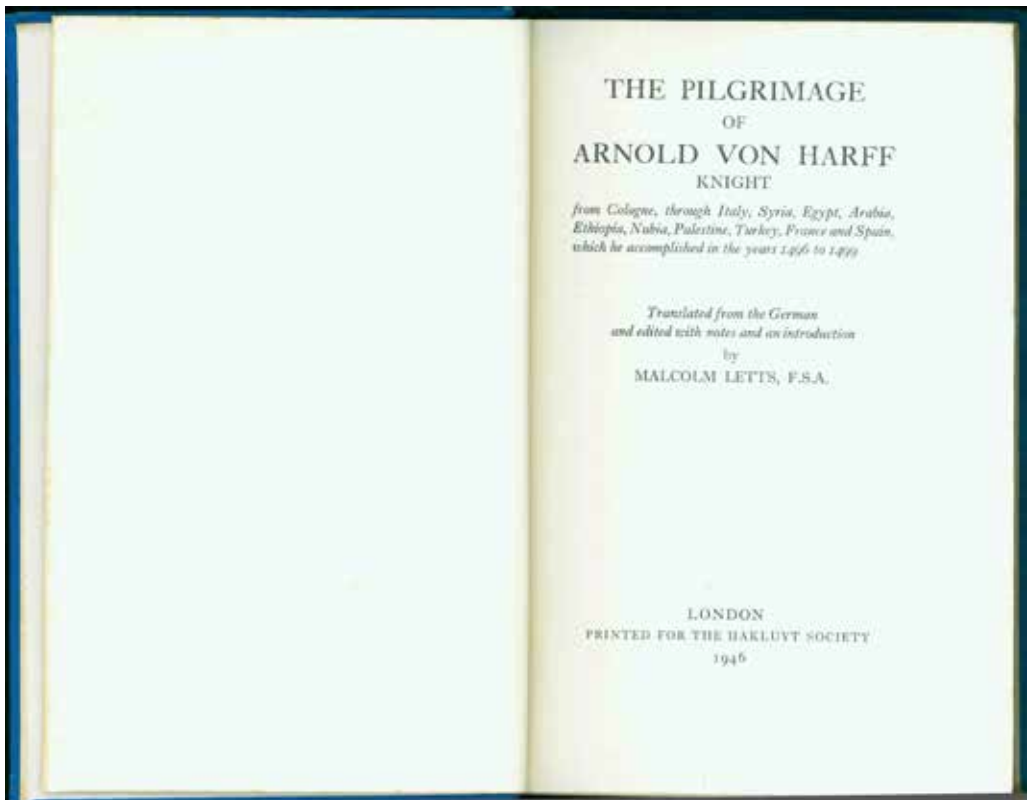 THE PILGRIMAGE
OF
ARNOLD VON HARFF
KNIGHT
from Cologne, through Italy, Syria, Egypt, Arabia,
Ethiopia, Nubia, Palestine, Turkey, France and Spain,
which he accomplished in the years 1496 to 1499
Translated from the German
and edited with notes and an introduction
by
MALCOLM LETTS, F.S.A.
LONDON
PRINTED FOR THE HAKLUYT SOCIETY
1946